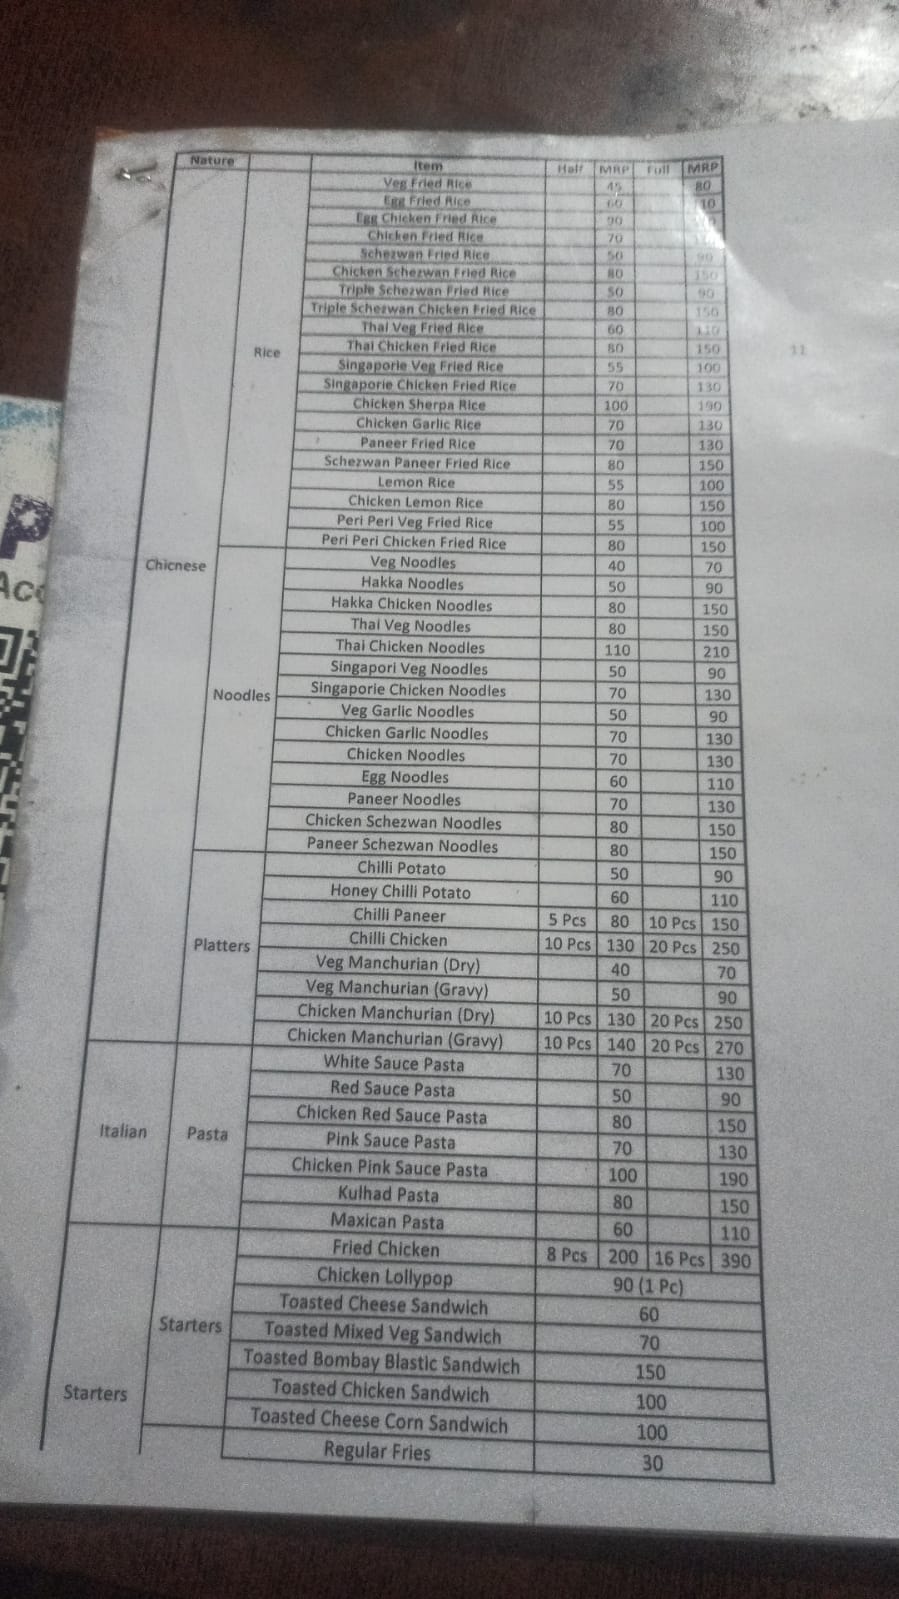 Nature Item Half MRP Full MRP
Veg Fried Rice 45 80
Egg Fried Rice 60 10
Egg Chicken Fried Rice 90
Chicken Fried Rice 70
Schezwan Fried Rice 50 90
Chicken Schezwan Fried Rice 80 150
Triple Schezwan Fried Rice 50 90
Triple Schezwan Chicken Fried Rice 80 150
Thai Veg Fried Rice 60 110
Rice Thai Chicken Fried Rice 80 150
11
Singaporie Veg Fried Rice 55 100
Singaporie Chicken Fried Rice 70 130
Chicken Sherpa Rice 100 190
Chicken Garlic Rice 70 130
Paneer Fried Rice 70 130
Schezwan Paneer Fried Rice 80 150
Lemon Rice 55 100
Chicken Lemon Rice 80 150
Peri Peri Veg Fried Rice 55 100
Peri Peri Chicken Fried Rice 80 150
Chicnese Veg Noodles 40 70
Hakka Noodles 50 90
Hakka Chicken Noodles 80 150
Thai Veg Noodles 80 150
Thai Chicken Noodles 110 210
Singapori Veg Noodles 50 90
Noodles Singaporie Chicken Noodles 70 130
Veg Garlic Noodles 50 90
Chicken Garlic Noodles 70 130
Chicken Noodles 70 130
Egg Noodles 60 110
Paneer Noodles 70 130
Chicken Schezwan Noodles 80 150
Paneer Schezwan Noodles 80 150
Chilli Potato 50 90
Honey Chilli Potato 60 110
Chilli Paneer 5 Pcs 80 10 Pcs 150
Platters Chilli Chicken 10 Pcs 130 20 Pcs 250
Veg Manchurian (Dry) 40 70
Veg Manchurian (Gravy) 50 90
Chicken Manchurian (Dry) 10 Pcs 130 20 Pcs 250
Chicken Manchurian (Gravy) 10 Pcs 140 20 Pcs 270
White Sauce Pasta 70 130
Red Sauce Pasta 50 90
Chicken Red Sauce Pasta 80 150
Italian Pasta Pink Sauce Pasta 70 130
Chicken Pink Sauce Pasta 100 190
Kulhad Pasta 80 150
Maxican Pasta 60 110
Fried Chicken 8 Pcs 200 16 Pcs 390
Chicken Lollypop 90 (1 Pc)
Toasted Cheese Sandwich 60
Starters Toasted Mixed Veg Sandwich 70
Toasted Bombay Blastic Sandwich 150
Starters Toasted Chicken Sandwich 100
Toasted Cheese Corn Sandwich 100
Regular Fries 30